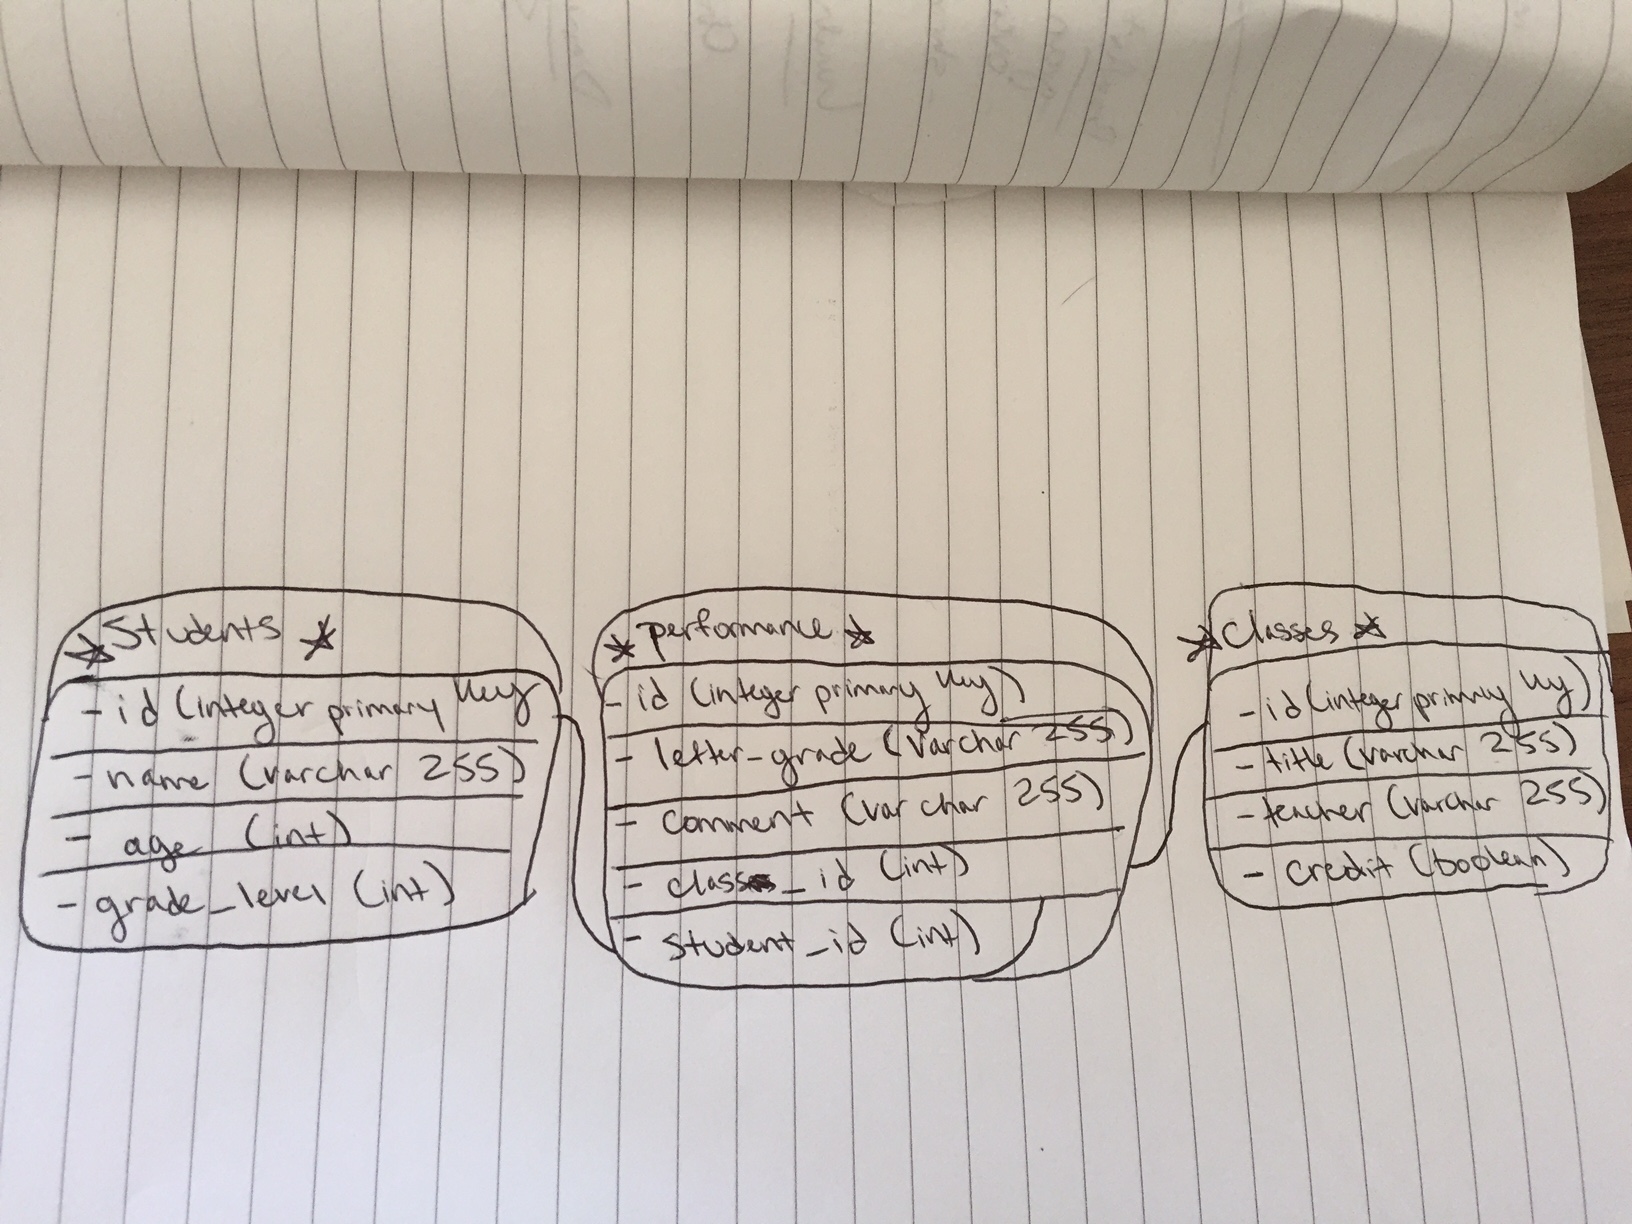 Students
- id (integer primary key
- name (varchar 255)
- age (int)
- grade_level (int)
performance
- id (integer primary key)
- letter-grade (varchar 255)
- comment (varchar 255)
- class_id (int)
- student_id (int)
Classes
- id (integer primary key)
- title (varchar 255)
- teacher (varchar 255)
- credit (boolean)